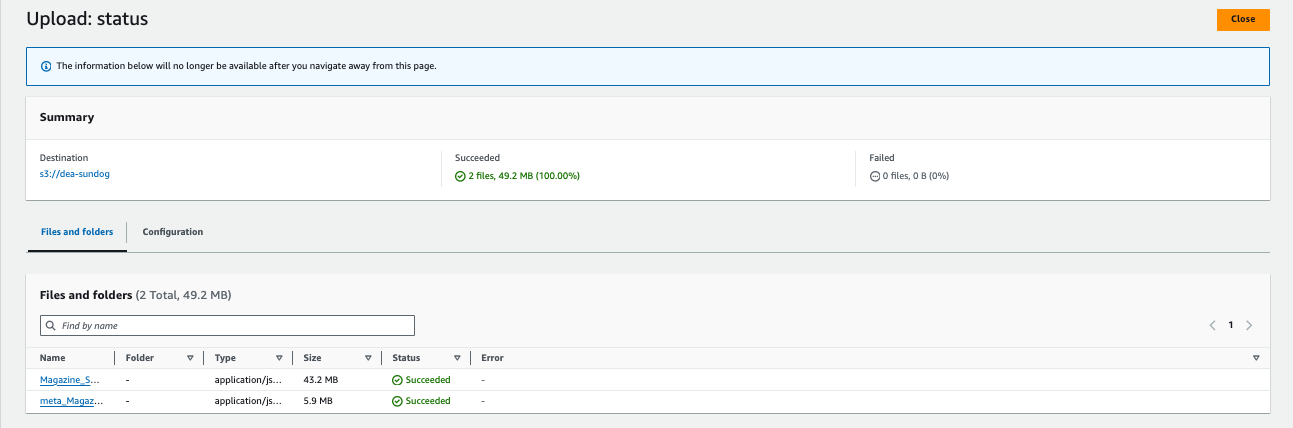 Upload: status
Close
The information below will no longer be available after you navigate away from this page.
Summary
Destination
s3://dea-sundog
Succeeded
2 files, 49.2 MB (100.00%)
Failed
0 files, 0 B (0%)
Files and folders
Configuration
Files and folders (2 Total, 49.2 MB)
Find by name
1
Name Folder Type Size Status Error
Magazine_S... - application/js... 43.2 MB Succeeded -
meta_Magaz... - application/js... 5.9 MB Succeeded -